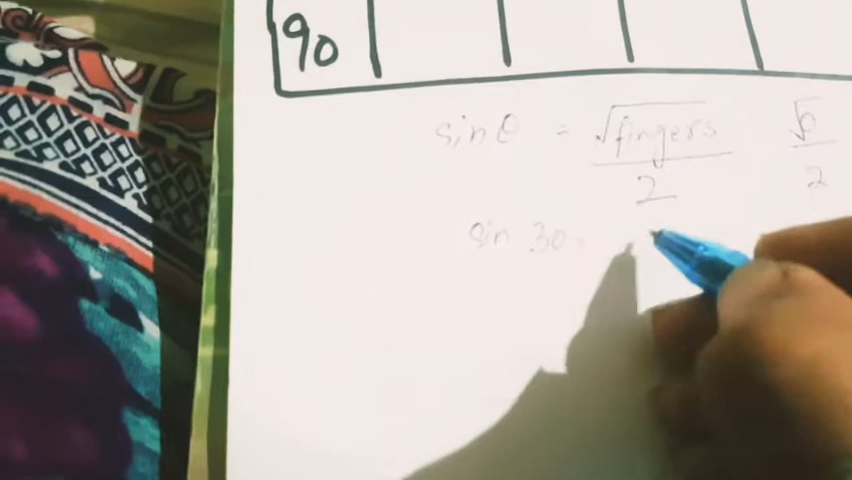 90
sin θ = √fingers / 2 √0 / 2
sin 30 =